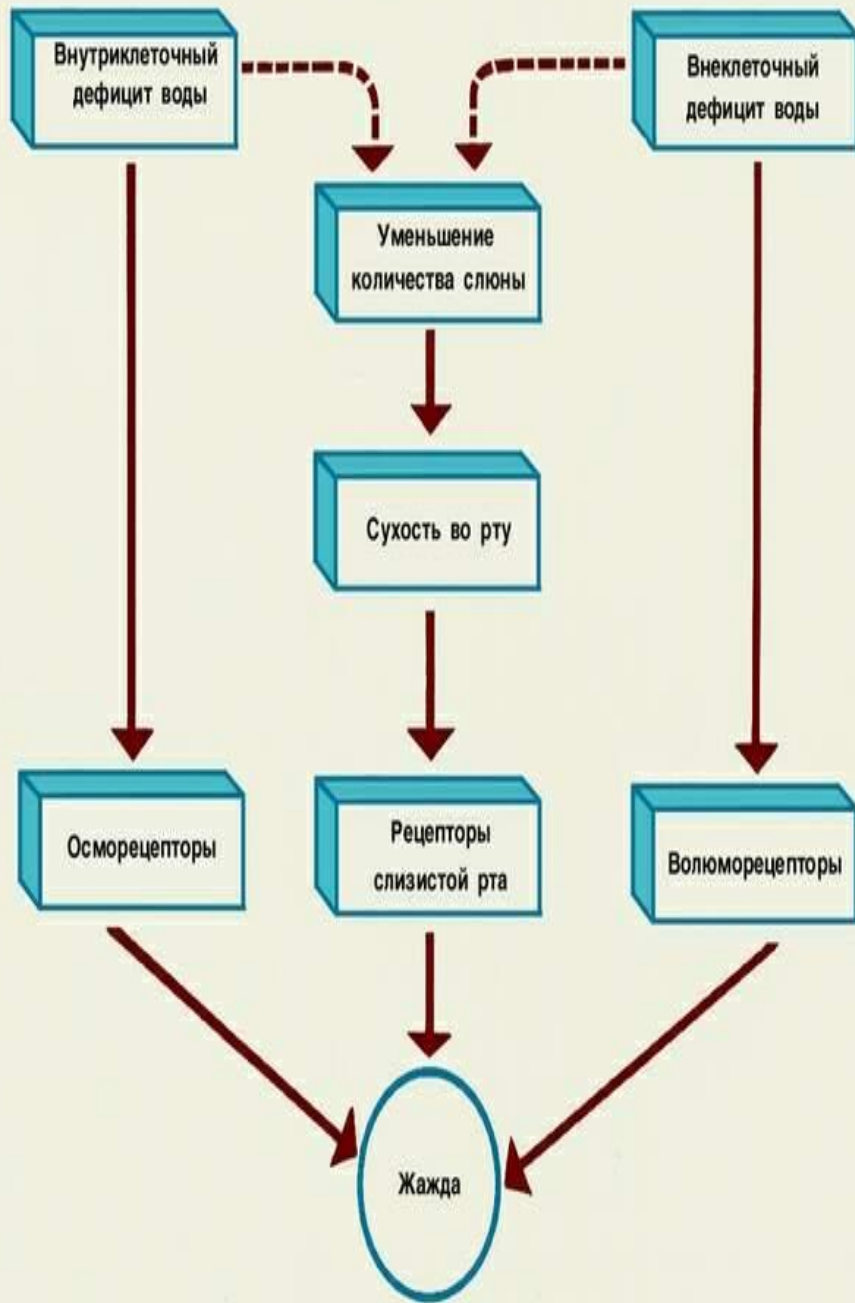 Внутриклеточный
дефицит воды
Внеклеточный
дефицит воды
Уменьшение
количества слюны
Сухость во рту
Осморецепторы
Рецепторы
слизистой рта
Волюморецепторы
Жажда